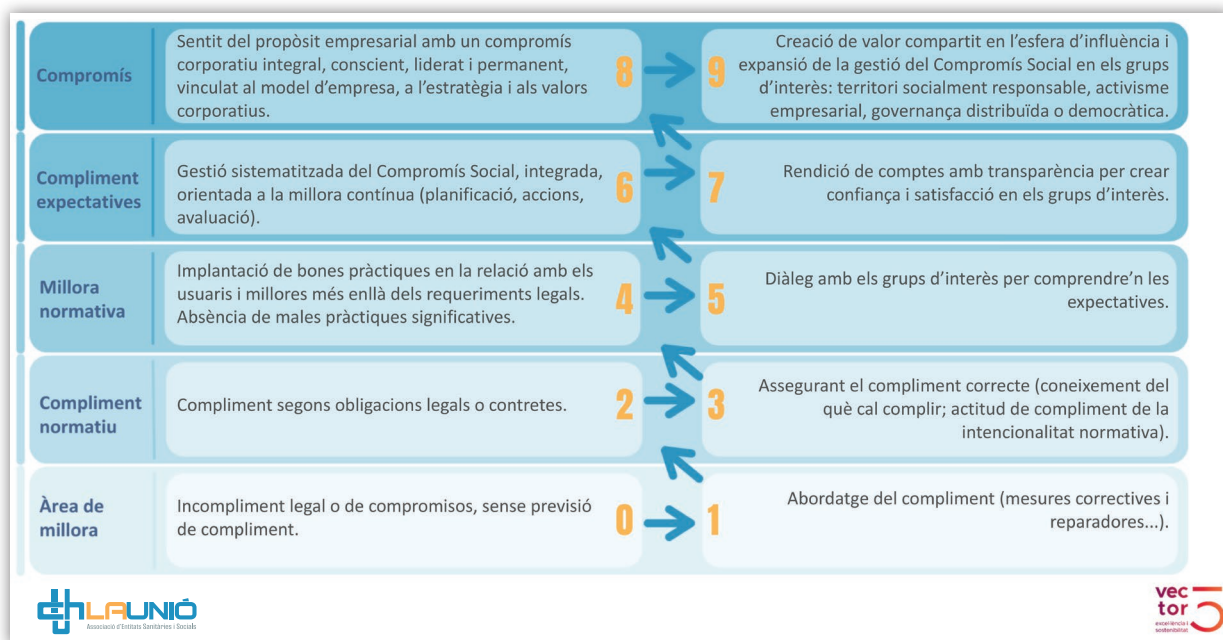 Compromís
Sentit del propòsit empresarial amb un compromís
corporatiu integral, conscient, liderat i permanent,
vinculat al model d'empresa, a l'estratègia i als valors
corporatius.
8
9
Creació de valor compartit en l'esfera d'influència i
expansió de la gestió del Compromís Social en els grups
d'interès: territori socialment responsable, activisme
empresarial, governança distribuïda o democràtica.
Compliment
expectatives
Gestió sistematitzada del Compromís Social, integrada,
orientada a la millora contínua (planificació, accions,
avaluació).
6
7
Rendició de comptes amb transparència per crear
confiança i satisfacció en els grups d'interès.
Millora
normativa
Implantació de bones pràctiques en la relació amb els
usuaris i millores més enllà dels requeriments legals.
Absència de males pràctiques significatives.
4
5
Diàleg amb els grups d'interès per comprendre'n les
expectatives.
Compliment
normatiu
Compliment segons obligacions legals o contretes.
2
3
Assegurant el compliment correcte (coneixement del
què cal complir; actitud de compliment de la
intencionalitat normativa).
Àrea de
millora
Incompliment legal o de compromisos, sense previsió
de compliment.
0
1
Abordatge del compliment (mesures correctives i
reparadores...).
LAUNIÓ
Associació d'Entitats Sanitàries i Socials
vec
tor 5
excel·lència i
sostenibilitat